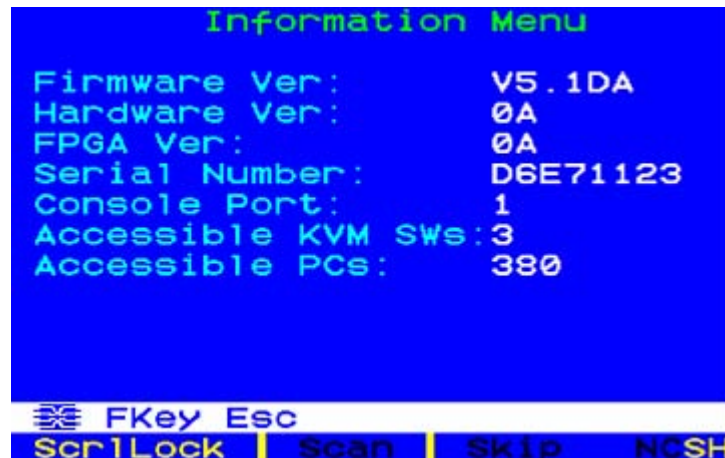 Information Menu
Firmware Ver: V5.1DA
Hardware Ver: 0A
FPGA Ver: 0A
Serial Number: D6E71123
Console Port: 1
Accessible KVM SWs:3
Accessible PCs: 380
FKey Esc
ScrlLock Scan Skip NCSH